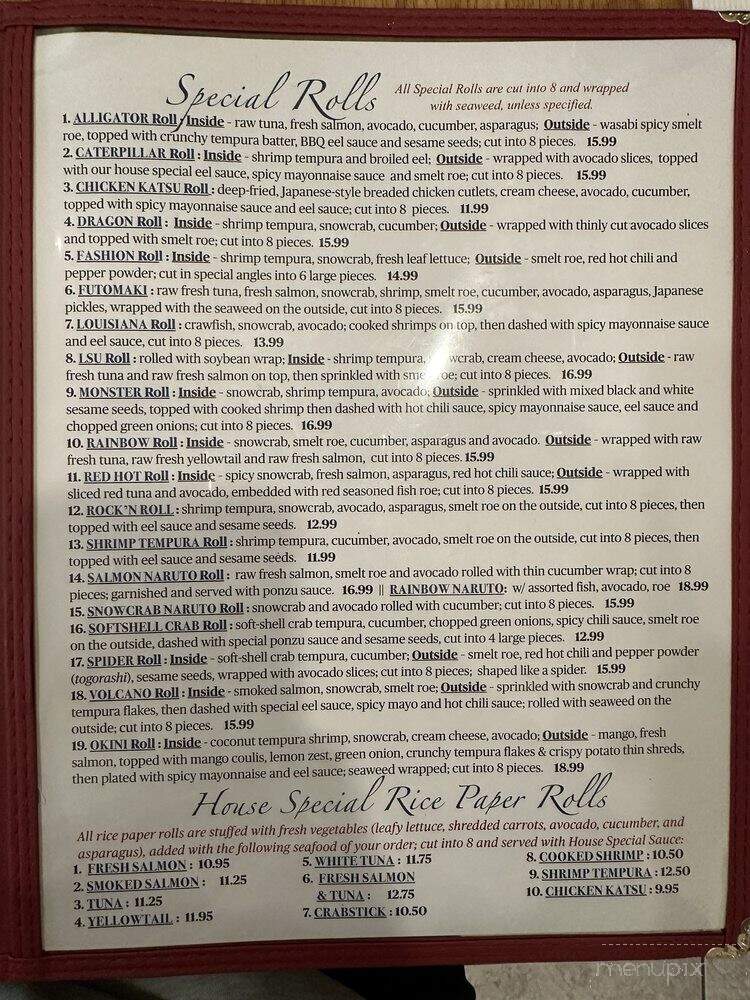 Special Rolls
All Special Rolls are cut into 8 and wrapped
with seaweed, unless specified.
1. ALLIGATOR Roll / Inside - raw tuna, fresh salmon, avocado, cucumber, asparagus; Outside - wasabi spicy smelt
roe, topped with crunchy tempura batter, BBQ eel sauce and sesame seeds; cut into 8 pieces. 15.99
2. CATERPILLAR Roll : Inside - shrimp tempura and broiled eel; Outside - wrapped with avocado slices, topped
with our house special eel sauce, spicy mayonnaise sauce and smelt roe; cut into 8 pieces. 15.99
3. CHICKEN KATSU Roll : deep-fried, Japanese-style breaded chicken cutlets, cream cheese, avocado, cucumber,
topped with spicy mayonnaise sauce and eel sauce; cut into 8 pieces. 11.99
4. DRAGON Roll : Inside - shrimp tempura, snowcrab, cucumber; Outside - wrapped with thinly cut avocado slices
and topped with smelt roe; cut into 8 pieces. 15.99
5. FASHION Roll : Inside - shrimp tempura, snowcrab, fresh leaf lettuce; Outside - smelt roe, red hot chili and
pepper powder; cut in special angles into 6 large pieces. 14.99
6. FUTOMAKI : raw fresh tuna, fresh salmon, snowcrab, shrimp, smelt roe, cucumber, avocado, asparagus, Japanese
pickles, wrapped with the seaweed on the outside, cut into 8 pieces. 15.99
7. LOUISIANA Roll : crawfish, snowcrab, avocado; cooked shrimps on top, then dashed with spicy mayonnaise sauce
and eel sauce, cut into 8 pieces. 13.99
8. LSU Roll : rolled with soybean wrap; Inside - shrimp tempura, wcrab, cream cheese, avocado; Outside - raw
fresh tuna and raw fresh salmon on top, then sprinkled with sme oe; cut into 8 pieces. 16.99
9. MONSTER Roll : Inside - snowcrab, shrimp tempura, avocado; Outside - sprinkled with mixed black and white
sesame seeds, topped with cooked shrimp then dashed with hot chili sauce, spicy mayonnaise sauce, eel sauce and
chopped green onions; cut into 8 pieces. 16.99
10. RAINBOW Roll : Inside - snowcrab, smelt roe, cucumber, asparagus and avocado. Outside - wrapped with raw
fresh tuna, raw fresh yellowtail and raw fresh salmon, cut into 8 pieces. 15.99
11. RED HOT Roll : Inside - spicy snowcrab, fresh salmon, asparagus, red hot chili sauce; Outside - wrapped with
sliced red tuna and avocado, embedded with red seasoned fish roe; cut into 8 pieces. 15.99
12. ROCK'N ROLL : shrimp tempura, snowcrab, avocado, asparagus, smelt roe on the outside, cut into 8 pieces, then
topped with eel sauce and sesame seeds. 12.99
13. SHRIMP TEMPURA Roll : shrimp tempura, cucumber, avocado, smelt roe on the outside, cut into 8 pieces, then
topped with eel sauce and sesame seeds. 11.99
14. SALMON NARUTO Roll : raw fresh salmon, smelt roe and avocado rolled with thin cucumber wrap; cut into 8
pieces; garnished and served with ponzu sauce. 16.99 || RAINBOW NARUTO: w/ assorted fish, avocado, roe 18.99
15. SNOWCRAB NARUTO Roll : snowcrab and avocado rolled with cucumber; cut into 8 pieces. 15.99
16. SOFTSHELL CRAB Roll : soft-shell crab tempura, cucumber, chopped green onions, spicy chili sauce, smelt roe
on the outside, dashed with special ponzu sauce and sesame seeds, cut into 4 large pieces. 12.99
17. SPIDER Roll : Inside - soft-shell crab tempura, cucumber; Outside - smelt roe, red hot chili and pepper powder
(togorashi), sesame seeds, wrapped with avocado slices; cut into 8 pieces; shaped like a spider. 15.99
18. VOLCANO Roll : Inside - smoked salmon, snowcrab, smelt roe; Outside - sprinkled with snowcrab and crunchy
tempura flakes, then dashed with special eel sauce, spicy mayo and hot chili sauce; rolled with seaweed on the
outside; cut into 8 pieces. 15.99
19. OKINI Roll : Inside - coconut tempura shrimp, snowcrab, cream cheese, avocado; Outside - mango, fresh
salmon, topped with mango coulis, lemon zest, green onion, crunchy tempura flakes & crispy potato thin shreds,
then plated with spicy mayonnaise and eel sauce; seaweed wrapped; cut into 8 pieces. 18.99
House Special Rice Paper Rolls
All rice paper rolls are stuffed with fresh vegetables (leafy lettuce, shredded carrots, avocado, cucumber, and
asparagus), added with the following seafood of your order; cut into 8 and served with House Special Sauce:
1. FRESH SALMON : 10.95
2. SMOKED SALMON : 11.25
3. TUNA : 11.25
4. YELLOWTAIL : 11.95
5. WHITE TUNA : 11.75
6. FRESH SALMON
& TUNA : 12.75
7. CRABSTICK : 10.50
8. COOKED SHRIMP : 10.50
9. SHRIMP TEMPURA : 12.50
10. CHICKEN KATSU : 9.95
menupix